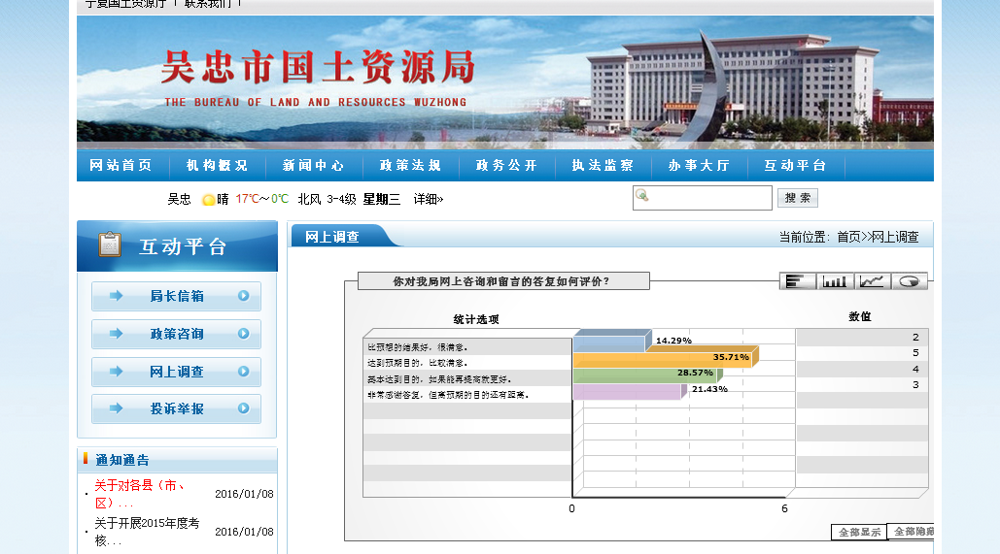 宁夏国土资源厅 | 联系我们 |
吴忠市国土资源局
THE BUREAU OF LAND AND RESOURCES WUZHONG
网站首页 机构概况 新闻中心 政策法规 政务公开 执法监察 办事大厅 互动平台
吴忠 晴 17℃~0℃ 北风 3-4级 星期三 详细» 搜索
互动平台
局长信箱
政策咨询
网上调查
投诉举报
通知通告
· 关于对各县（市、
区）... 2016/01/08
· 关于开展2015年度考
核... 2016/01/08
网上调查 当前位置：首页>>网上调查
你对我局网上咨询和留言的答复如何评价？
统计选项 数值
比预想的结果好，很满意。 14.29% 2
达到预期目的，比较满意。 35.71% 5
基本达到目的，如果能再提高就更好。 28.57% 4
非常感谢答复，但离预期的目的还有距离。 21.43% 3
0 6
全部显示 全部隐藏